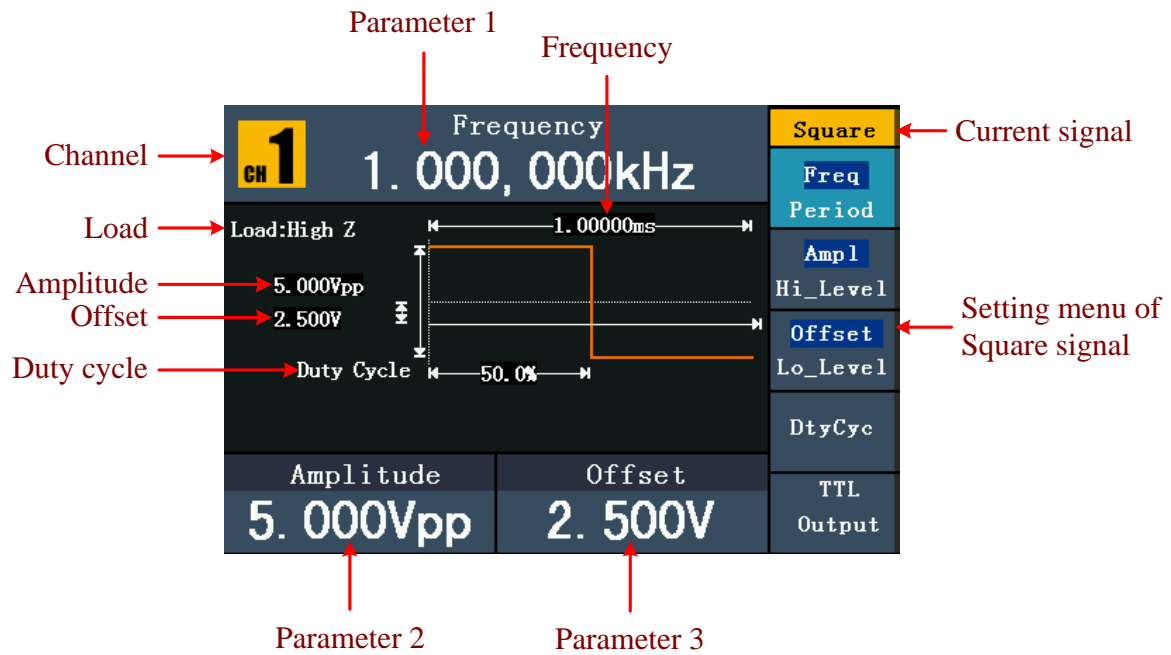 Parameter 1
Frequency
Frequency
Square
Current signal
Channel
CH 1
1.000,000kHz
Freq
Period
Load
Load:High Z
1.00000ms
Ampl
Hi_Level
Amplitude
5.000Vpp
Offset
2.500V
Offset
Lo_Level
Setting menu of
Square signal
Duty cycle
Duty Cycle
50.0%
DtyCyc
Amplitude
Offset
TTL
Output
5.000Vpp
2.500V
Parameter 2
Parameter 3